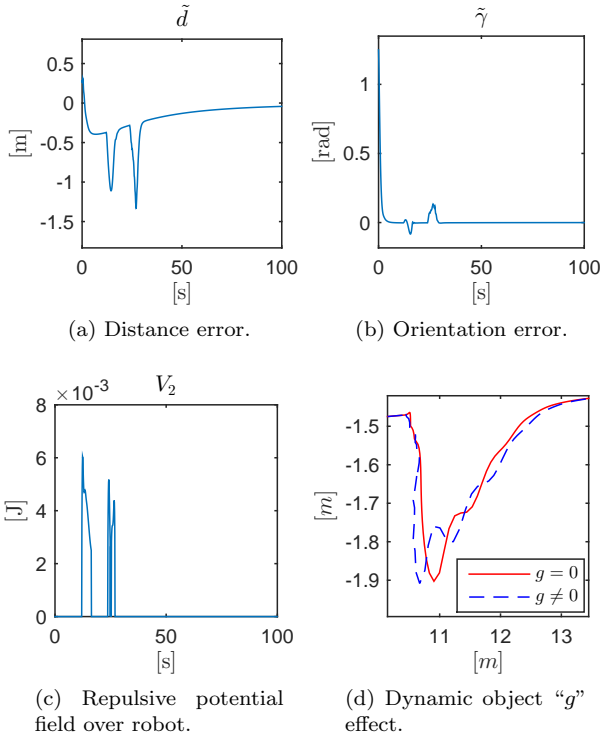 d̃
γ̃
0.5
0
-0.5
-1
-1.5
[m]
0
50
100
[s]
1
0.5
0
[rad]
0
50
100
[s]
(a) Distance error.
(b) Orientation error.
×10⁻³
V₂
8
6
4
2
0
[J]
0
50
100
[s]
-1.5
-1.6
-1.7
-1.8
-1.9
[m]
g = 0
g ≠ 0
11
12
13
[m]
(c) Repulsive potential
field over robot.
(d) Dynamic object “g”
effect.